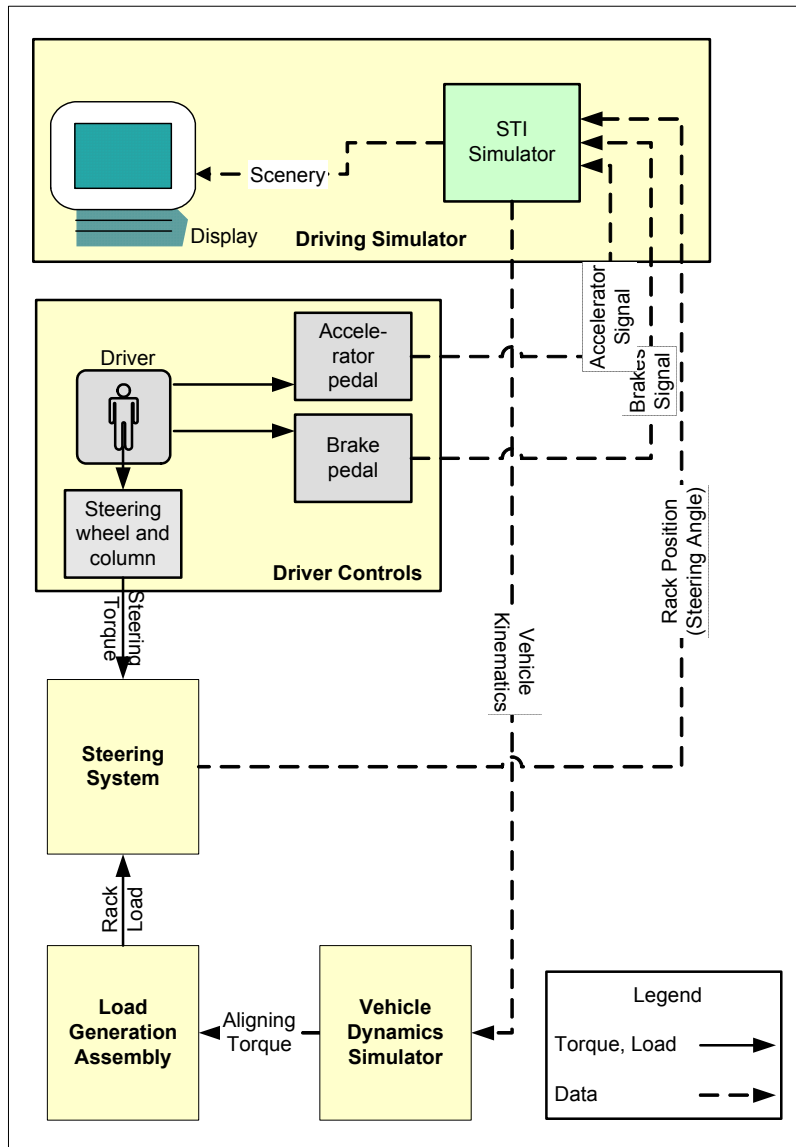 STI
Simulator
Scenery
Display
Driving Simulator
Accelerator
Signal
Brakes
Signal
Driver
Accele-
rator
pedal
Brake
pedal
Steering
wheel and
column
Driver Controls
Steering
Torque
Vehicle
Kinematics
Rack Position
(Steering Angle)
Steering
System
Rack
Load
Load
Generation
Assembly
Aligning
Torque
Vehicle
Dynamics
Simulator
Legend
Torque, Load
Data